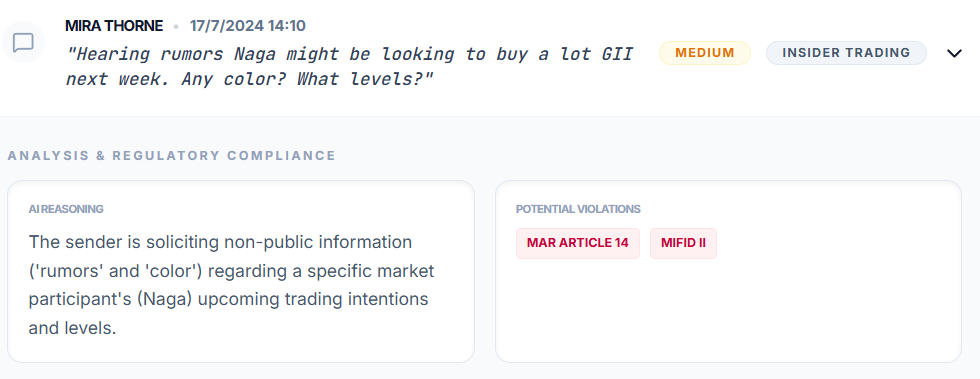 MIRA THORNE • 17/7/2024 14:10
"Hearing rumors Naga might be looking to buy a lot GII
next week. Any color? What levels?"
MEDIUM
INSIDER TRADING
ANALYSIS & REGULATORY COMPLIANCE
AI REASONING
The sender is soliciting non-public information
('rumors' and 'color') regarding a specific market
participant's (Naga) upcoming trading intentions
and levels.
POTENTIAL VIOLATIONS
MAR ARTICLE 14
MIFID II